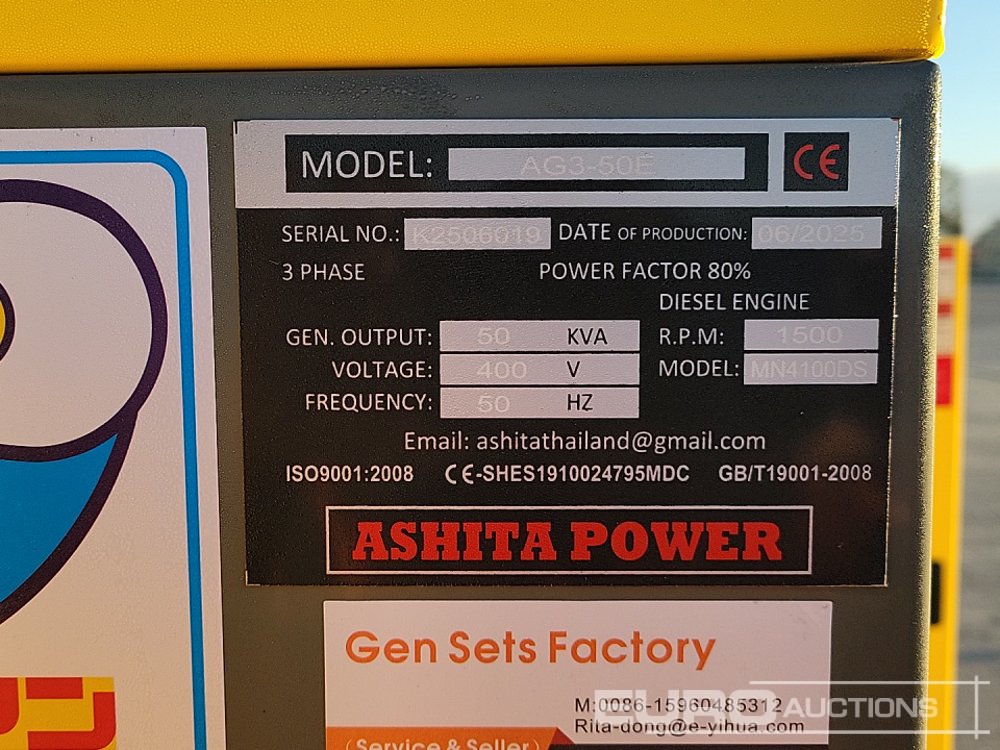 MODEL: AG3-50E CE
SERIAL NO.: K2506019 DATE OF PRODUCTION: 06/2025
3 PHASE POWER FACTOR 80%
DIESEL ENGINE
GEN. OUTPUT: 50 KVA R.P.M: 1500
VOLTAGE: 400 V MODEL: MN4100DS
FREQUENCY: 50 HZ
Email: ashitathailand@gmail.com
ISO9001:2008 CE-SHES1910024795MDC GB/T19001-2008
ASHITA POWER
Gen Sets Factory
M:0086-15960485312
Rita-dong@e-yihua.com
EURO AUCTIONS
(Service & Seller)